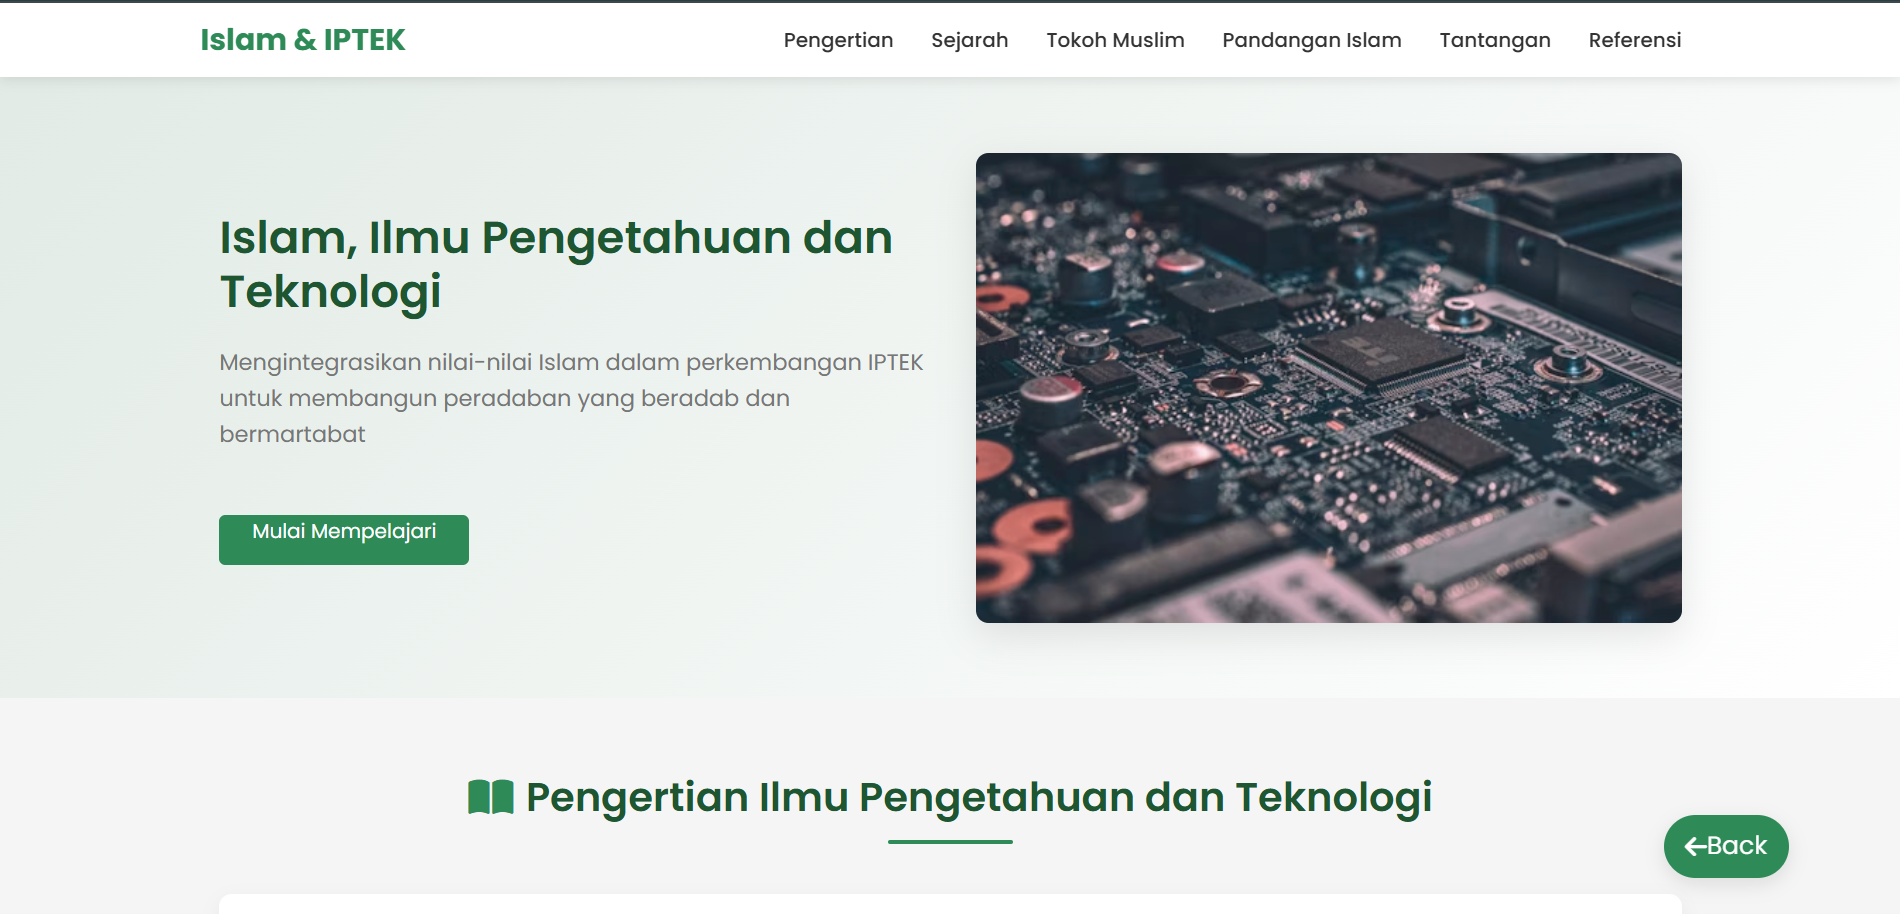 Islam & IPTEK
Pengertian
Sejarah
Tokoh Muslim
Pandangan Islam
Tantangan
Referensi
Islam, Ilmu Pengetahuan dan
Teknologi
Mengintegrasikan nilai-nilai Islam dalam perkembangan IPTEK
untuk membangun peradaban yang beradab dan
bermartabat
Mulai Mempelajari
Pengertian Ilmu Pengetahuan dan Teknologi
Back